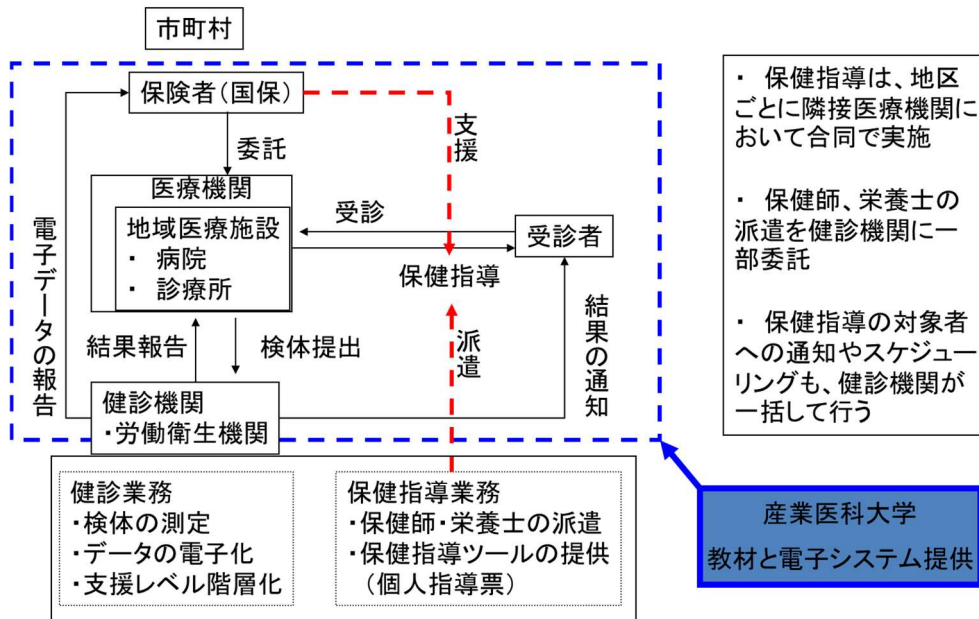 市町村
保険者（国保）
委託
支援
医療機関
地域医療施設
・ 病院
・ 診療所
受診
受診者
保健指導
電子データの報告
結果報告
検体提出
派遣
結果の通知
健診機関
・労働衛生機関
健診業務
・検体の測定
・データの電子化
・支援レベル階層化
保健指導業務
・保健師・栄養士の派遣
・保健指導ツールの提供
（個人指導票）
・ 保健指導は、地区
ごとに隣接医療機関に
おいて合同で実施
・ 保健師、栄養士の
派遣を健診機関に一
部委託
・ 保健指導の対象者
への通知やスケジュー
リングも、健診機関が
一括して行う
産業医科大学
教材と電子システム提供